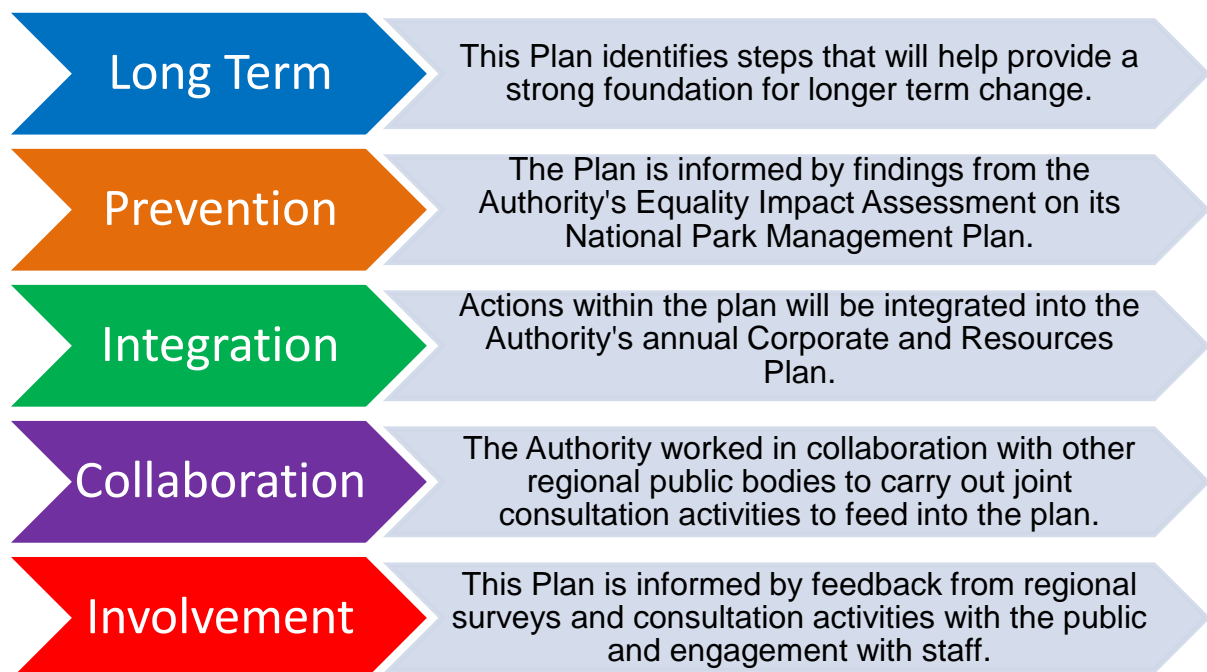 Long Term
This Plan identifies steps that will help provide a
strong foundation for longer term change.
Prevention
The Plan is informed by findings from the
Authority's Equality Impact Assessment on its
National Park Management Plan.
Integration
Actions within the plan will be integrated into the
Authority's annual Corporate and Resources
Plan.
Collaboration
The Authority worked in collaboration with other
regional public bodies to carry out joint
consultation activities to feed into the plan.
Involvement
This Plan is informed by feedback from regional
surveys and consultation activities with the public
and engagement with staff.